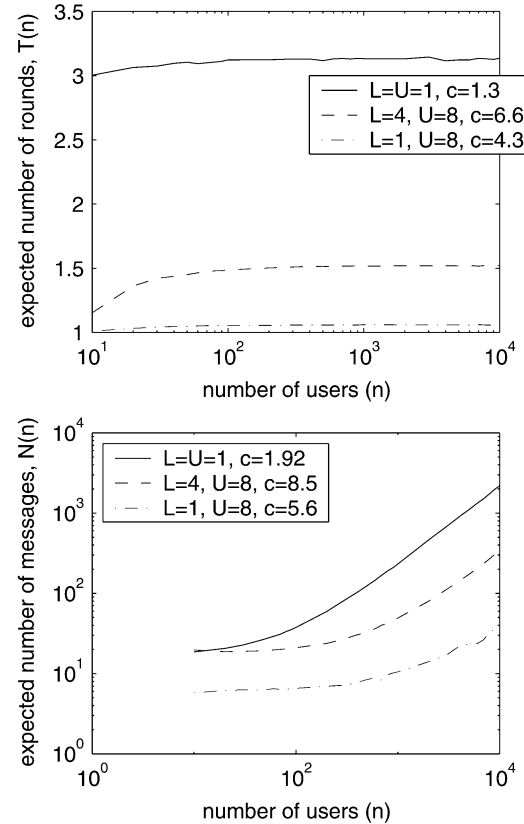 3.5
3
2.5
2
1.5
1
expected number of rounds, T(n)
L=U=1, c=1.3
L=4, U=8, c=6.6
L=1, U=8, c=4.3
10^1 10^2 10^3 10^4
number of users (n)
10^4
10^3
10^2
10^1
10^0
expected number of messages, N(n)
L=U=1, c=1.92
L=4, U=8, c=8.5
L=1, U=8, c=5.6
10^0 10^2 10^4
number of users (n)